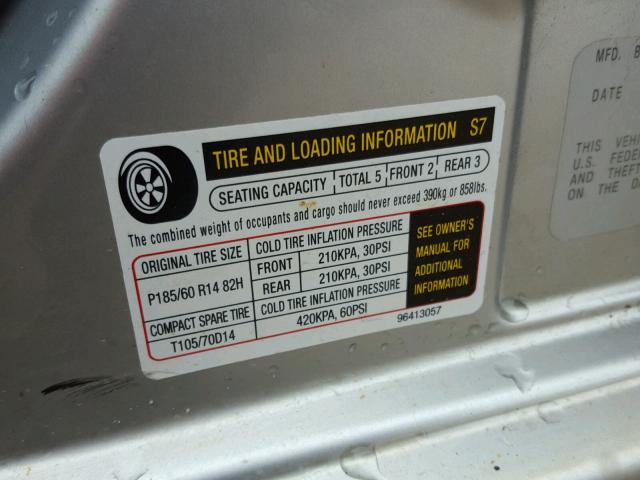 TIRE AND LOADING INFORMATION S7
SEATING CAPACITY TOTAL 5 FRONT 2 REAR 3
The combined weight of occupants and cargo should never exceed 390kg or 858lbs.
ORIGINAL TIRE SIZE COLD TIRE INFLATION PRESSURE
P185/60 R14 82H
FRONT 210KPA, 30PSI
REAR 210KPA, 30PSI
COMPACT SPARE TIRE COLD TIRE INFLATION PRESSURE
T105/70D14 420KPA, 60PSI
SEE OWNER'S
MANUAL FOR
ADDITIONAL
INFORMATION
96413057
MFD.
DATE
THIS
U.S.
AND
ON THE